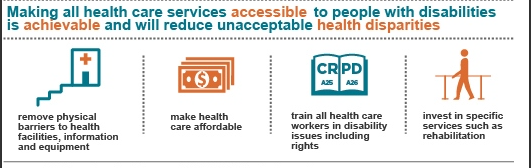 Making all health care services accessible to people with disabilities
is achievable and will reduce unacceptable health disparities
CRPD
A25 A26
remove physical
barriers to health
facilities, information
and equipment
make health
care affordable
train all health care
workers in disability
issues including
rights
invest in specific
services such as
rehabilitation